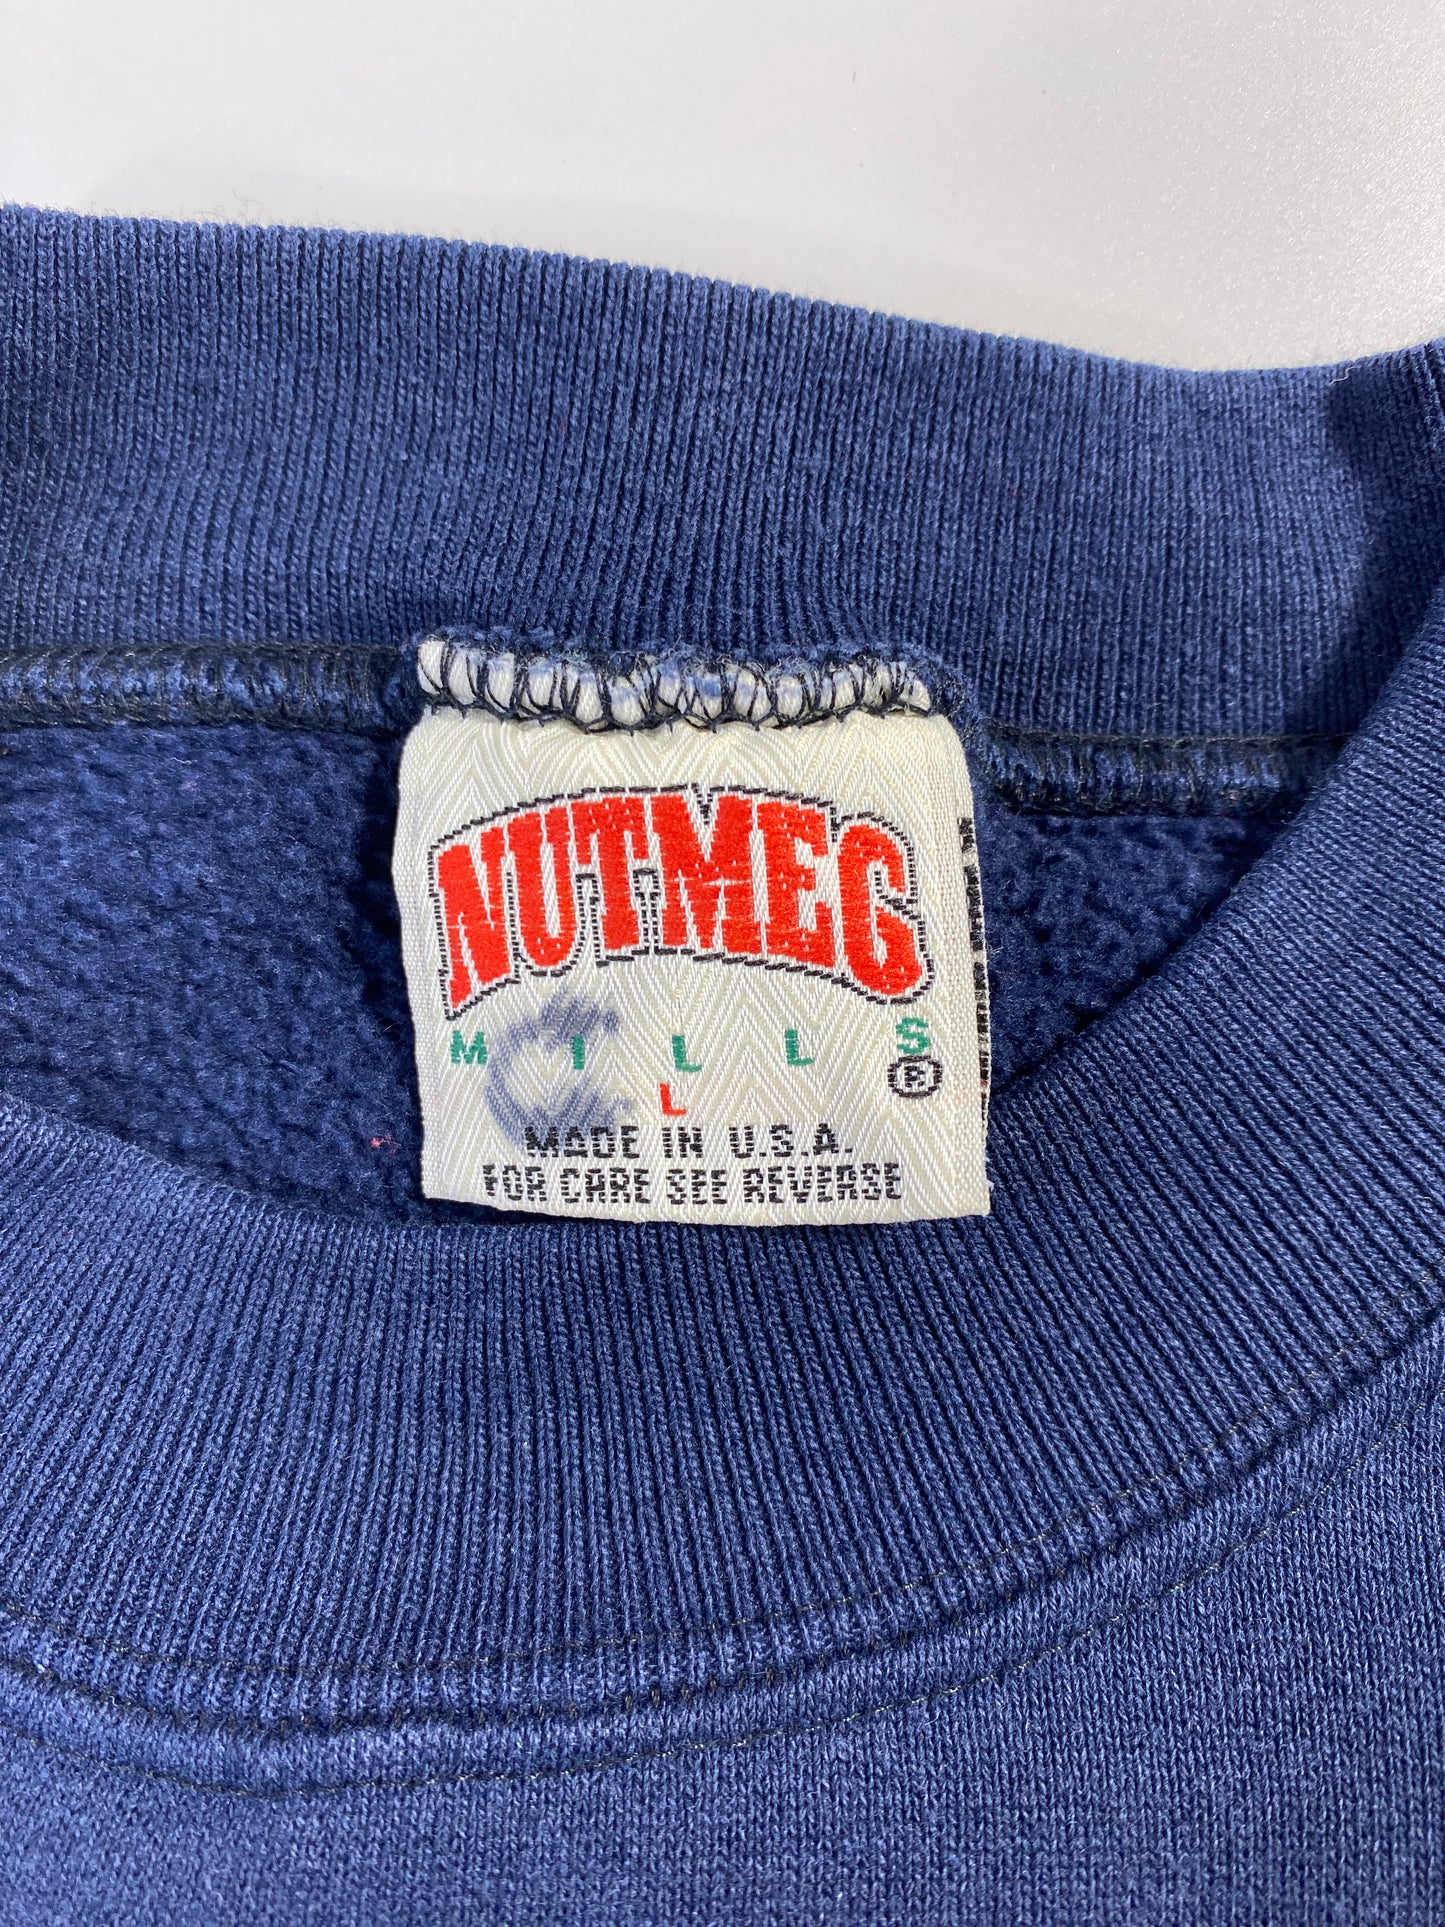 NUTMEG
MILLS
®
L
MADE IN U.S.A.
FOR CARE SEE REVERSE